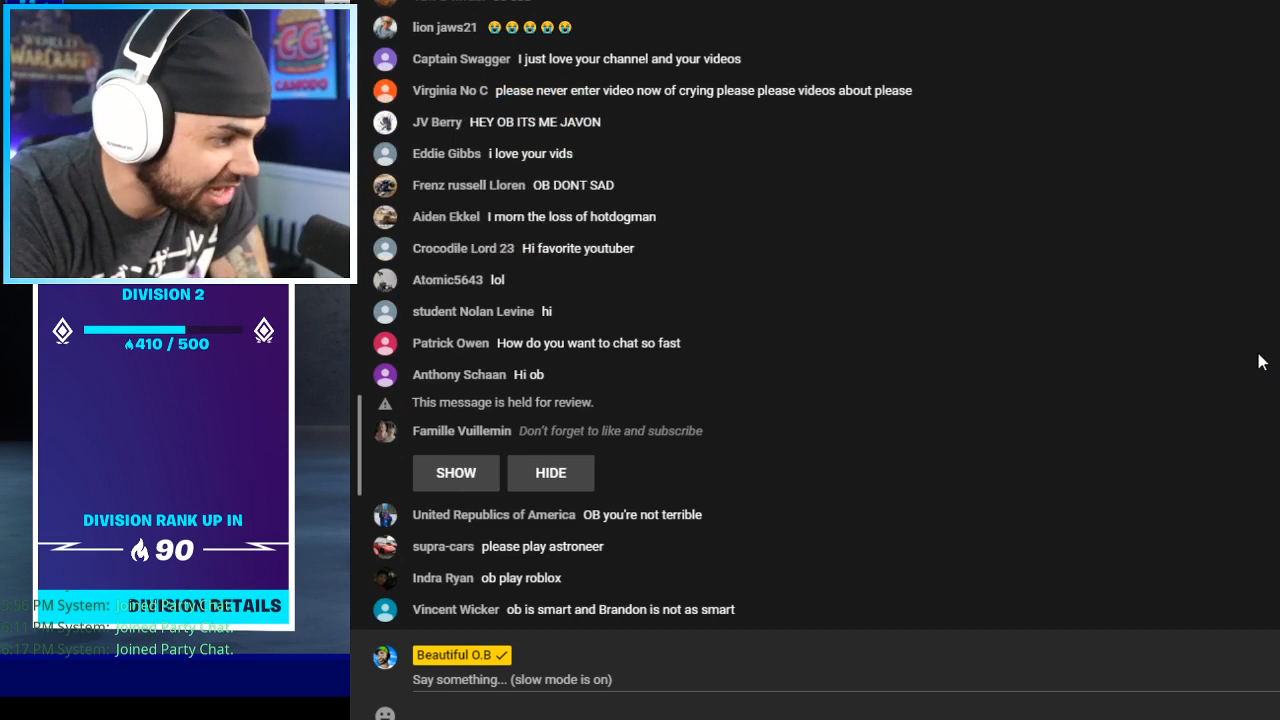 WORLD
WARCRAFT
CAMODO
DIVISION 2
410 / 500
DIVISION RANK UP IN
90
DIVISION DETAILS
5:56 PM System: Joined Party Chat.
6:11 PM System: Joined Party Chat.
6:17 PM System: Joined Party Chat.
lion jaws21 😭😭😭😭😭
Captain Swagger I just love your channel and your videos
Virginia No C please never enter video now of crying please please videos about please
JV Berry HEY OB ITS ME JAVON
Eddie Gibbs i love your vids
Frenz russell Lloren OB DONT SAD
Aiden Ekkel I morn the loss of hotdogman
Crocodile Lord 23 Hi favorite youtuber
Atomic5643 lol
student Nolan Levine hi
Patrick Owen How do you want to chat so fast
Anthony Schaan Hi ob
This message is held for review.
Famille Vuillemin Don't forget to like and subscribe
SHOW HIDE
United Republics of America OB you're not terrible
supra-cars please play astroneer
Indra Ryan ob play roblox
Vincent Wicker ob is smart and Brandon is not as smart
Beautiful O.B
Say something... (slow mode is on)